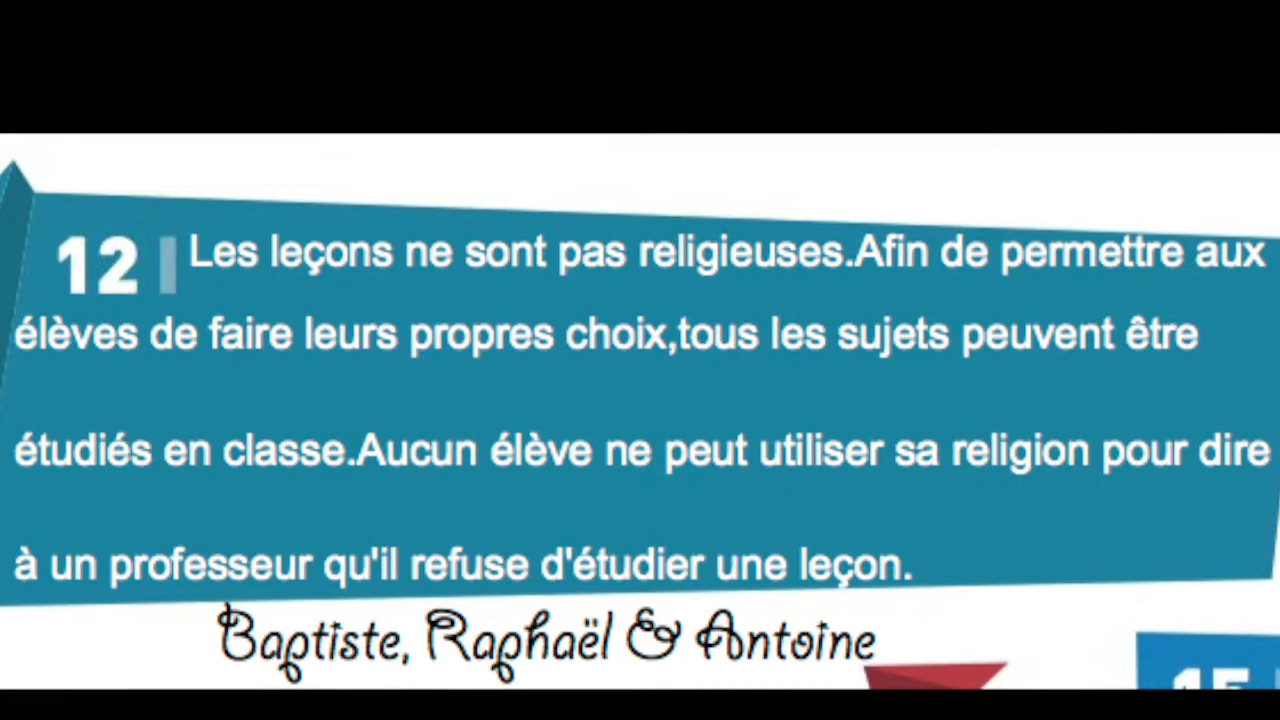 12 | Les leçons ne sont pas religieuses.Afin de permettre aux
élèves de faire leurs propres choix,tous les sujets peuvent être
étudiés en classe.Aucun élève ne peut utiliser sa religion pour dire
à un professeur qu'il refuse d'étudier une leçon.
Baptiste, Raphaël & Antoine
15